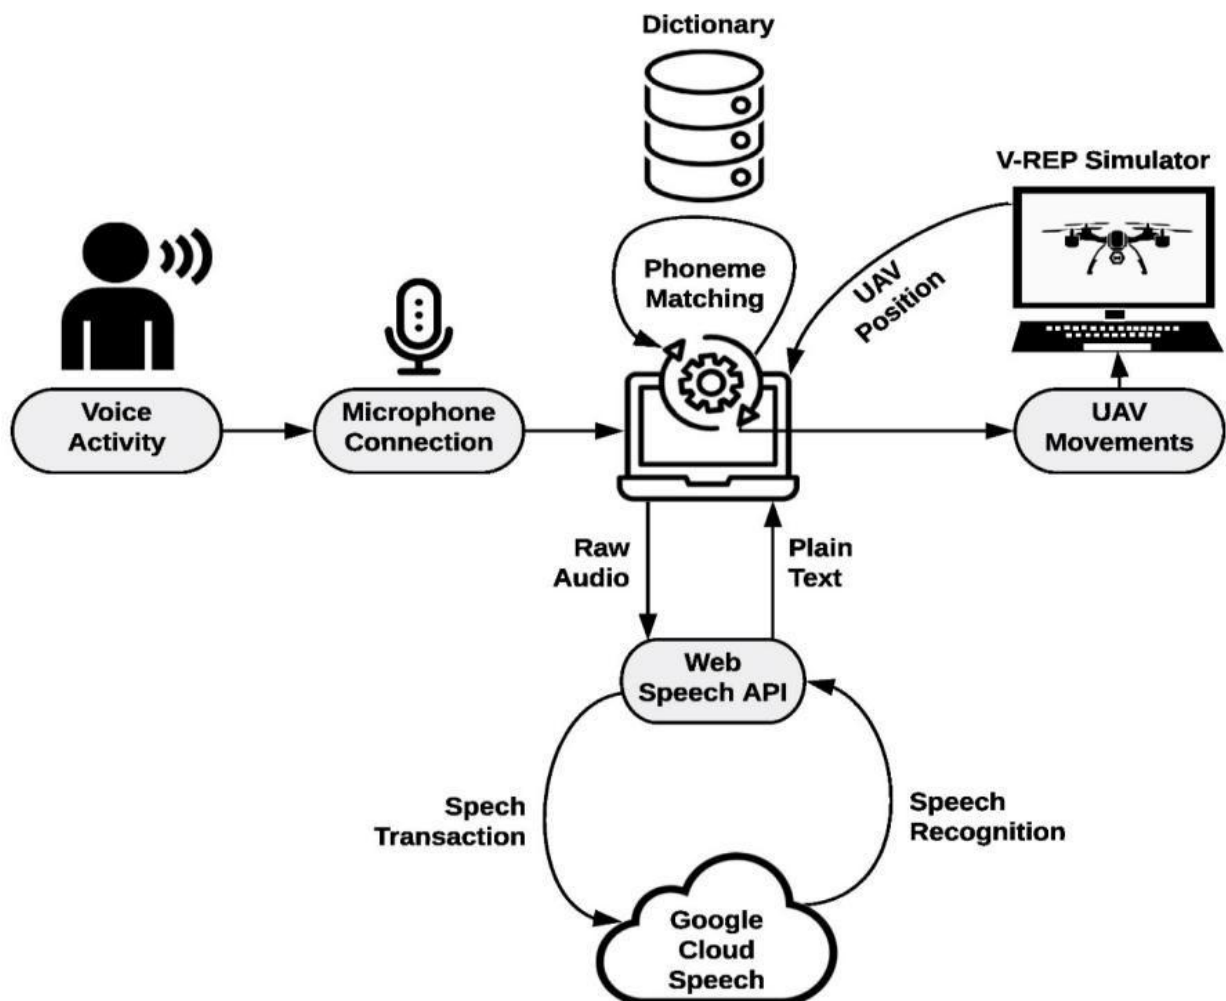 Dictionary
V-REP Simulator
Phoneme
Matching
UAV
Position
Voice
Activity
Microphone
Connection
UAV
Movements
Raw
Audio
Plain
Text
Web
Speech API
Spech
Transaction
Speech
Recognition
Google
Cloud
Speech